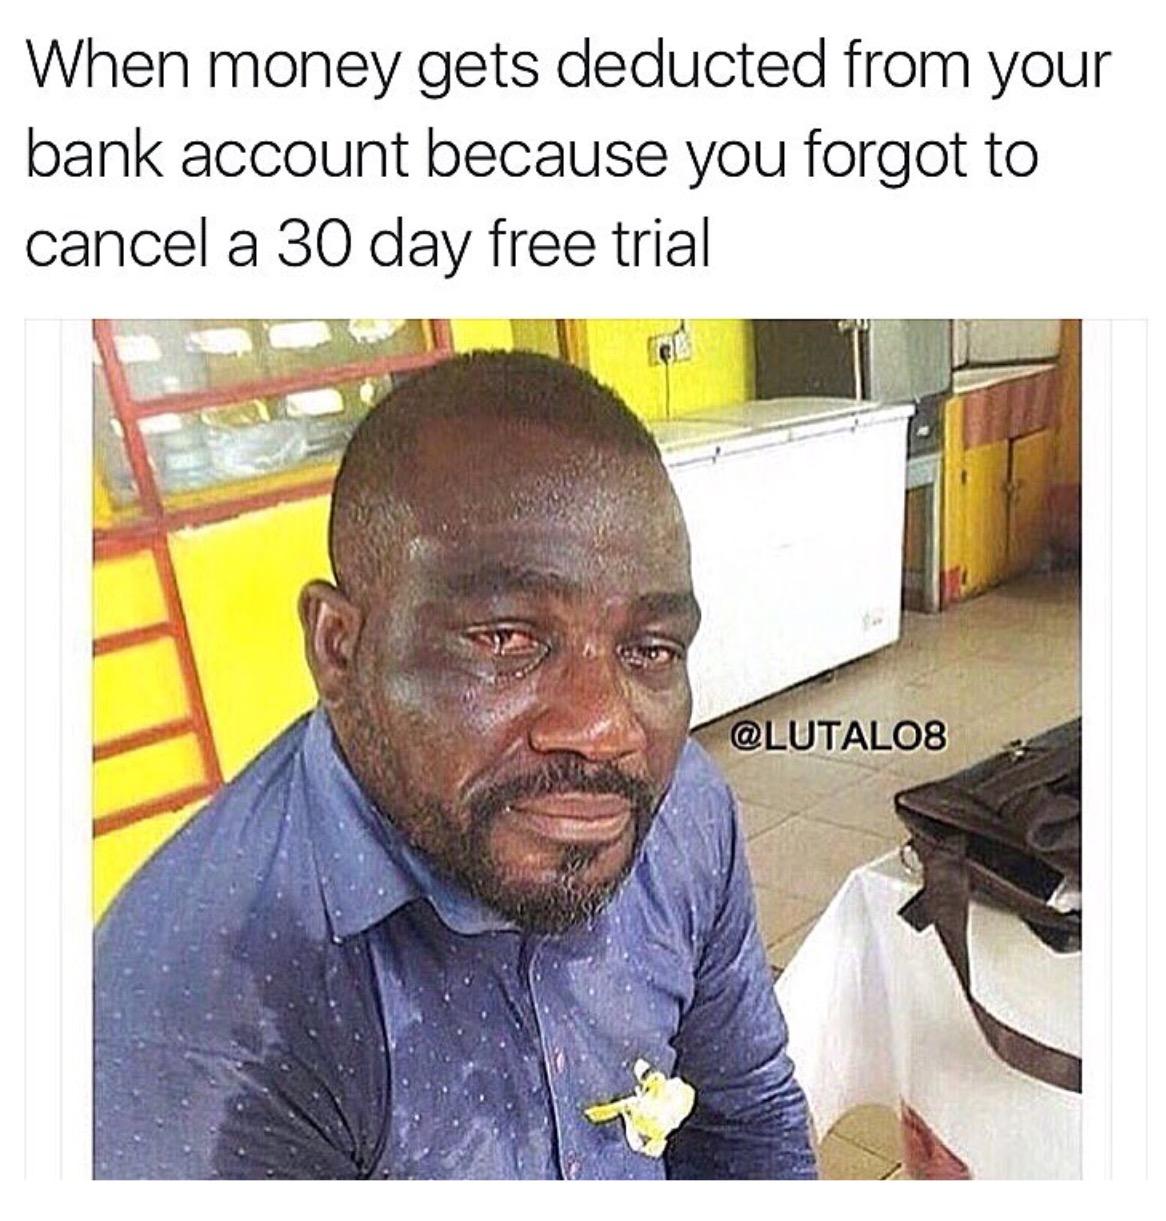 When money gets deducted from your
bank account because you forgot to
cancel a 30 day free trial
@LUTALO8